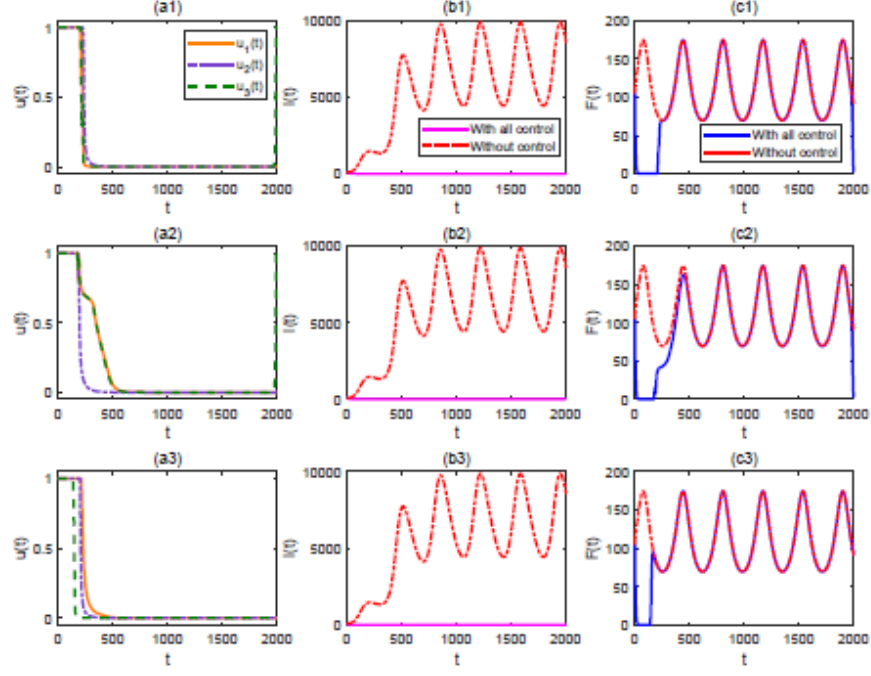 (a1) (b1) (c1)
1 0.5 0
u(t)
u₁(t)
u₂(t)
u₃(t)
0 500 1000 1500 2000
t
10000 5000 0
I(t)
With all control
Without control
0 500 1000 1500 2000
t
200 150 100 50 0
F(t)
With all control
Without control
0 500 1000 1500 2000
t
(a2) (b2) (c2)
1 0.5 0
u(t)
0 500 1000 1500 2000
t
10000 5000 0
I(t)
0 500 1000 1500 2000
t
200 150 100 50 0
F(t)
0 500 1000 1500 2000
t
(a3) (b3) (c3)
1 0.5 0
u(t)
0 500 1000 1500 2000
t
10000 5000 0
I(t)
0 500 1000 1500 2000
t
200 150 100 50 0
F(t)
0 500 1000 1500 2000
t